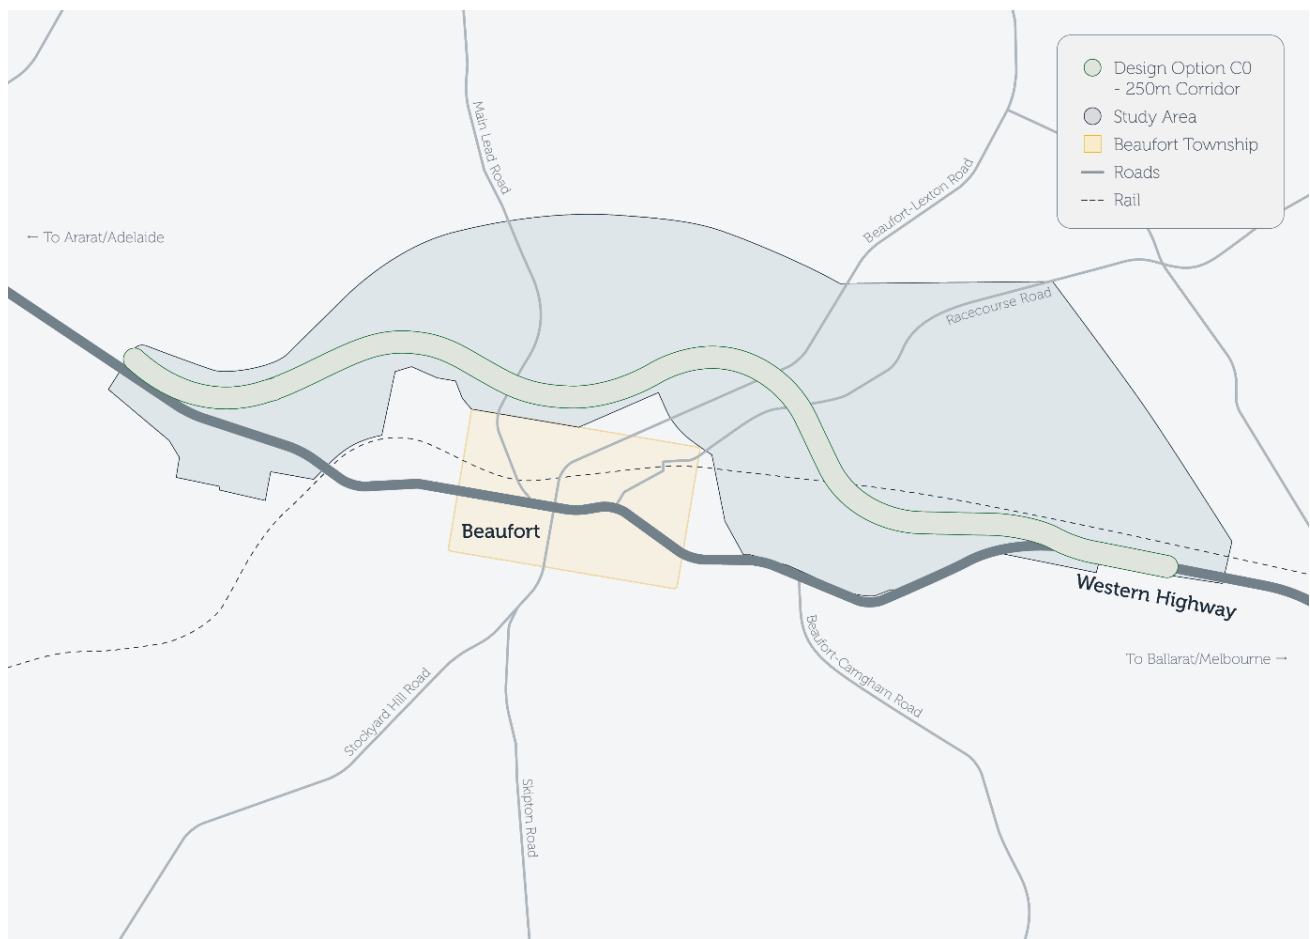 Design Option C0
- 250m Corridor
Study Area
Beaufort Township
Roads
Rail
Main Lead Road
Beaufort-Lexton Road
← To Ararat/Adelaide
Racecourse Road
Beaufort
Western Highway
To Ballarat/Melbourne →
Beaufort-Carngham Road
Stockyard Hill Road
Skipton Road